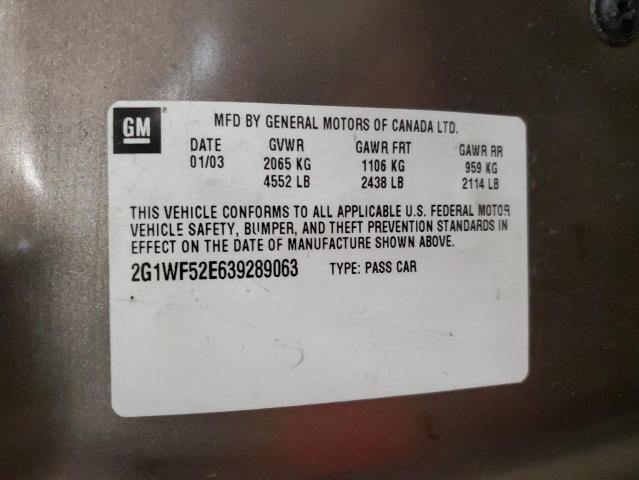 GM ®
MFD BY GENERAL MOTORS OF CANADA LTD.
DATE GVWR GAWR FRT GAWR RR
01/03 2065 KG 1106 KG 959 KG
4552 LB 2438 LB 2114 LB
THIS VEHICLE CONFORMS TO ALL APPLICABLE U.S. FEDERAL MOTOR
VEHICLE SAFETY, BUMPER, AND THEFT PREVENTION STANDARDS IN
EFFECT ON THE DATE OF MANUFACTURE SHOWN ABOVE.
2G1WF52E639289063 TYPE: PASS CAR